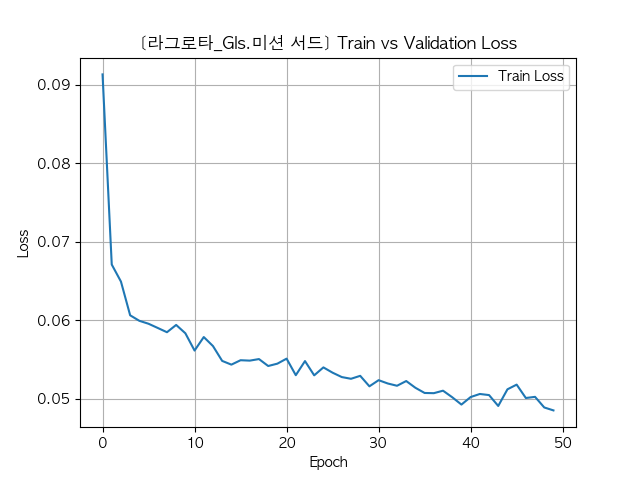 [라그로타_Gls.미션 서드] Train vs Validation Loss
Train Loss
0.09
0.08
0.07
0.06
0.05
Loss
0 10 20 30 40 50
Epoch